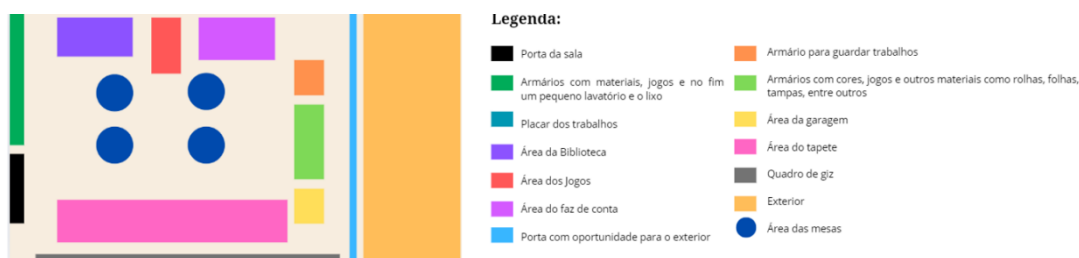 Legenda:
Porta da sala
Armários com materiais, jogos e no fim
um pequeno lavatório e o lixo
Placar dos trabalhos
Área da Biblioteca
Área dos Jogos
Área do faz de conta
Porta com oportunidade para o exterior
Armário para guardar trabalhos
Armários com cores, jogos e outros materiais como rolhas, folhas,
tampas, entre outros
Área da garagem
Área do tapete
Quadro de giz
Exterior
Área das mesas